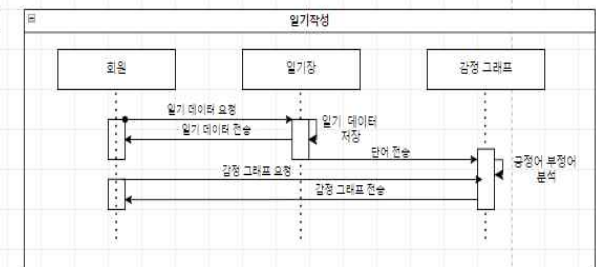 일기작성
회원
일기장
감정 그래프
일기 데이터 요청
일기 데이터 전송
일기 데이터
저장
단어 전송
긍정어 부정어
분석
감정 그래프 요청
감정 그래프 전송